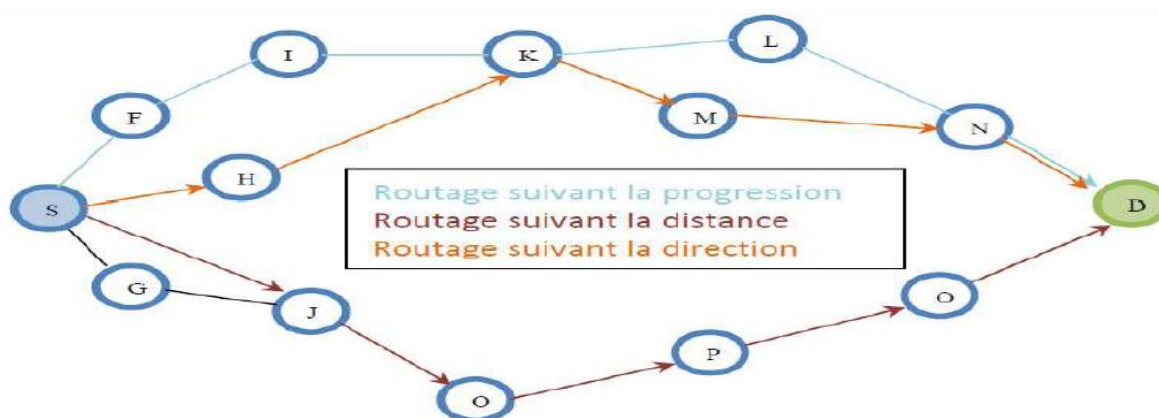 L
I
K
F
M
N
H
S
D
Routage suivant la progression
Routage suivant la distance
Routage suivant la direction
G
J
O
P
O